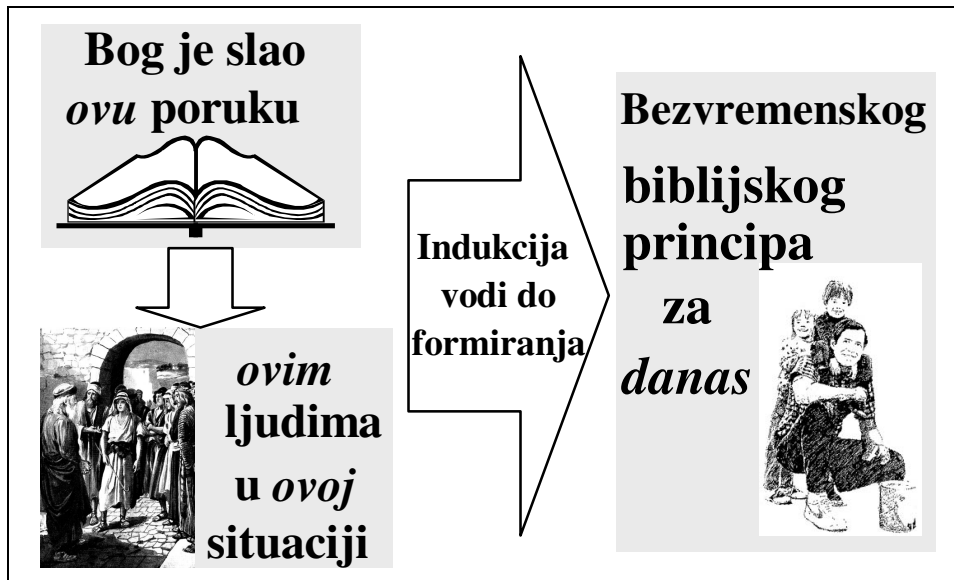 Bog je slao
ovu poruku
ovim
ljudima
u ovoj
situaciji
Indukcija
vodi do
formiranja
Bezvremenskog
biblijskog
principa
za
danas